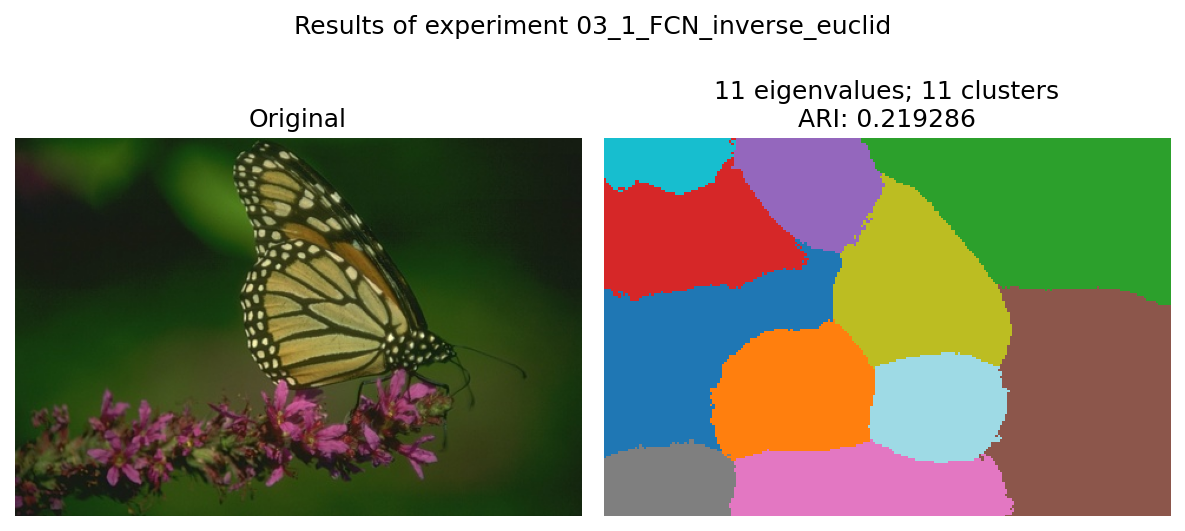 Results of experiment 03_1_FCN_inverse_euclid
Original
11 eigenvalues; 11 clusters
ARI: 0.219286